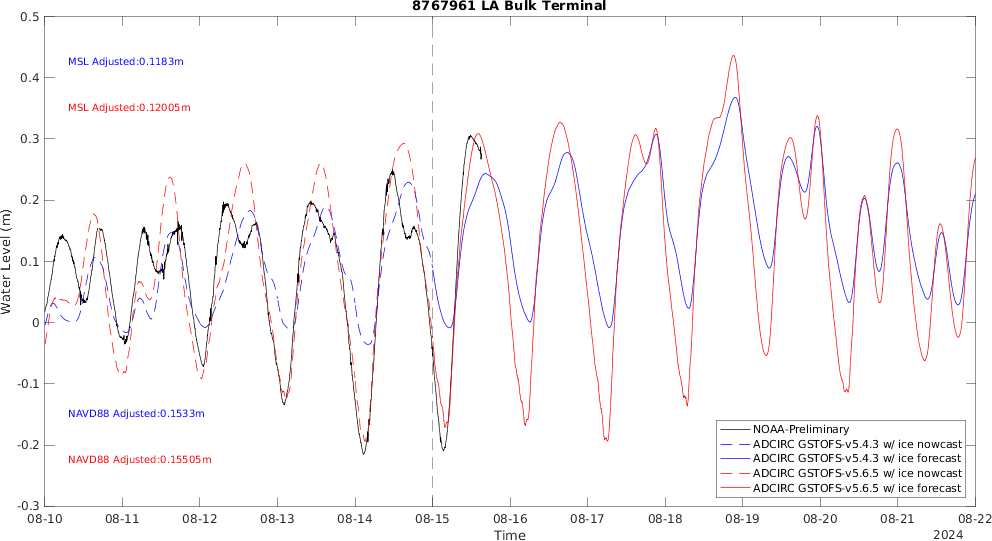 8767961 LA Bulk Terminal
0.5
0.4
0.3
0.2
0.1
0
-0.1
-0.2
-0.3
Water Level (m)
MSL Adjusted:0.1183m
MSL Adjusted:0.12005m
NAVD88 Adjusted:0.1533m
NAVD88 Adjusted:0.15505m
NOAA-Preliminary
ADCIRC GSTOFS-v5.4.3 w/ ice nowcast
ADCIRC GSTOFS-v5.4.3 w/ ice forecast
ADCIRC GSTOFS-v5.6.5 w/ ice nowcast
ADCIRC GSTOFS-v5.6.5 w/ ice forecast
08-10 08-11 08-12 08-13 08-14 08-15 08-16 08-17 08-18 08-19 08-20 08-21 08-22
Time
2024